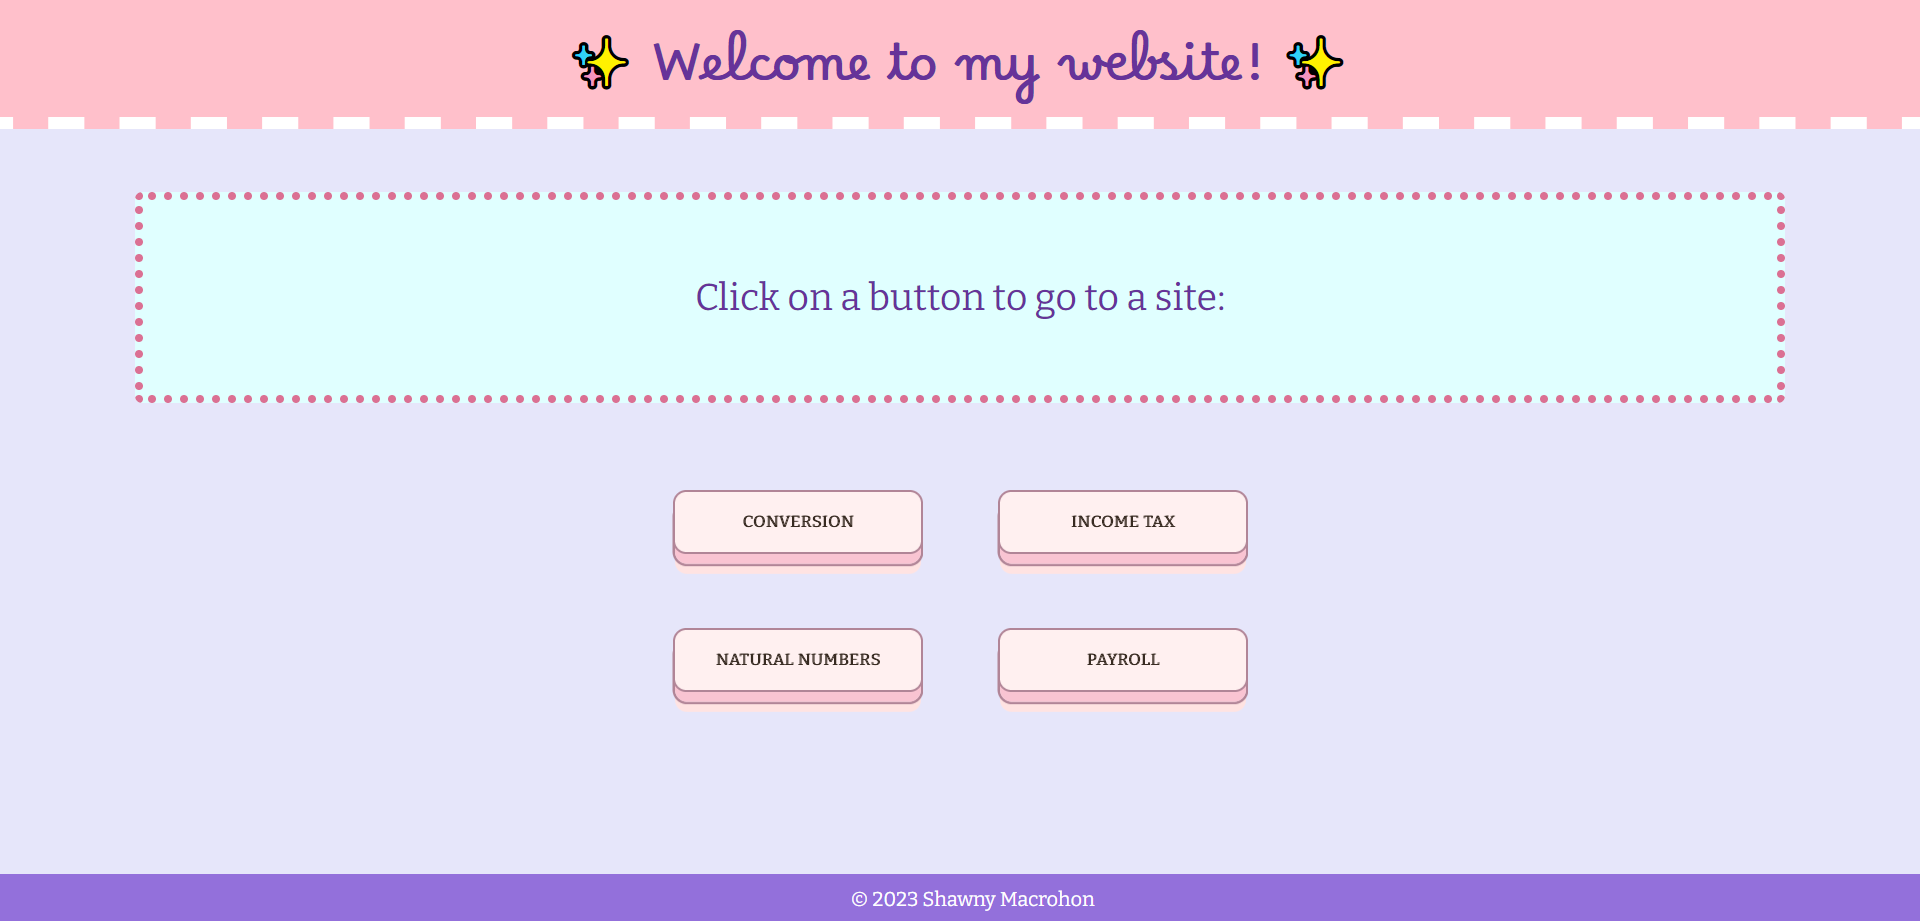 Welcome to my website!
Click on a button to go to a site:
CONVERSION
INCOME TAX
NATURAL NUMBERS
PAYROLL
© 2023 Shawny Macrohon